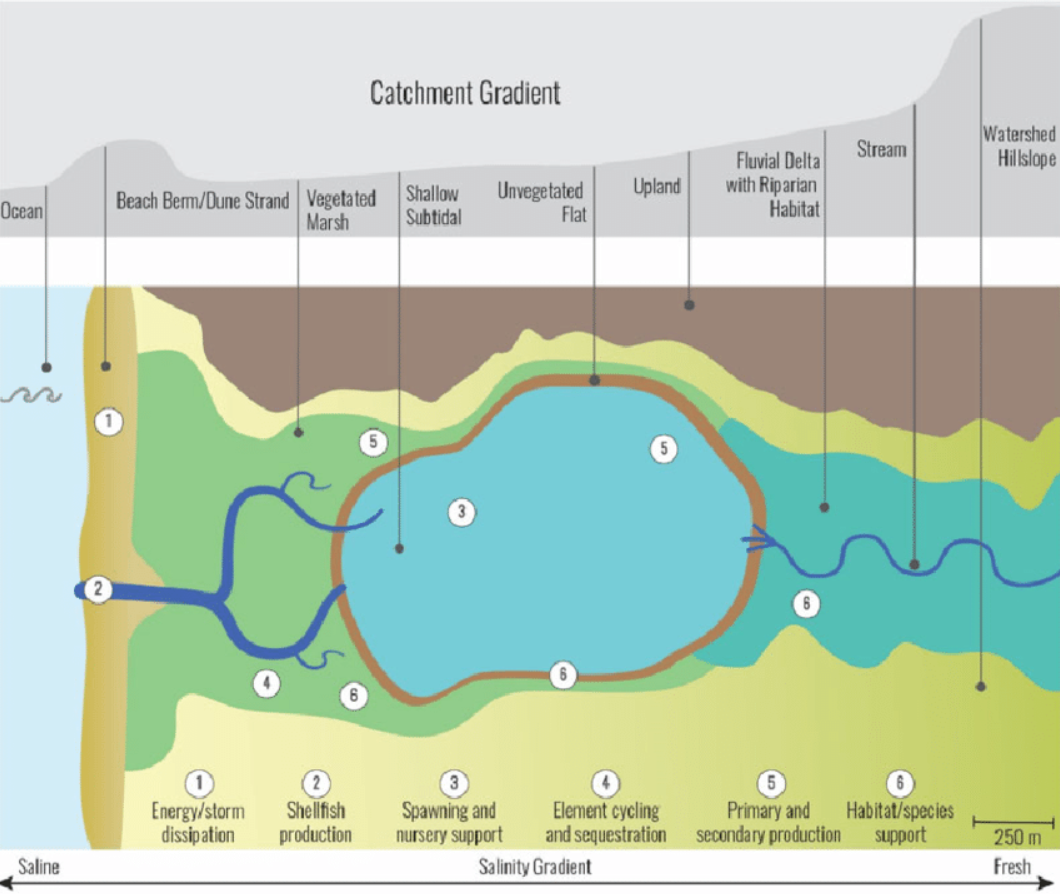 Catchment Gradient
Ocean
Beach Berm/Dune Strand
Vegetated
Marsh
Shallow
Subtidal
Unvegetated
Flat
Upland
Fluvial Delta
with Riparian
Habitat
Stream
Watershed
Hillslope
1
5
5
3
2
6
4
6
6
1
Energy/storm
dissipation
2
Shellfish
production
3
Spawning and
nursery support
4
Element cycling
and sequestration
5
Primary and
secondary production
6
Habitat/species
support
250 m
Saline
Salinity Gradient
Fresh